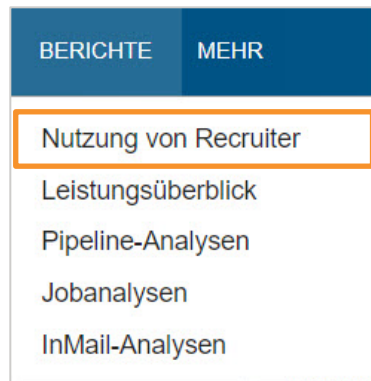 BERICHTE MEHR
Nutzung von Recruiter
Leistungsüberblick
Pipeline-Analysen
Jobanalysen
InMail-Analysen